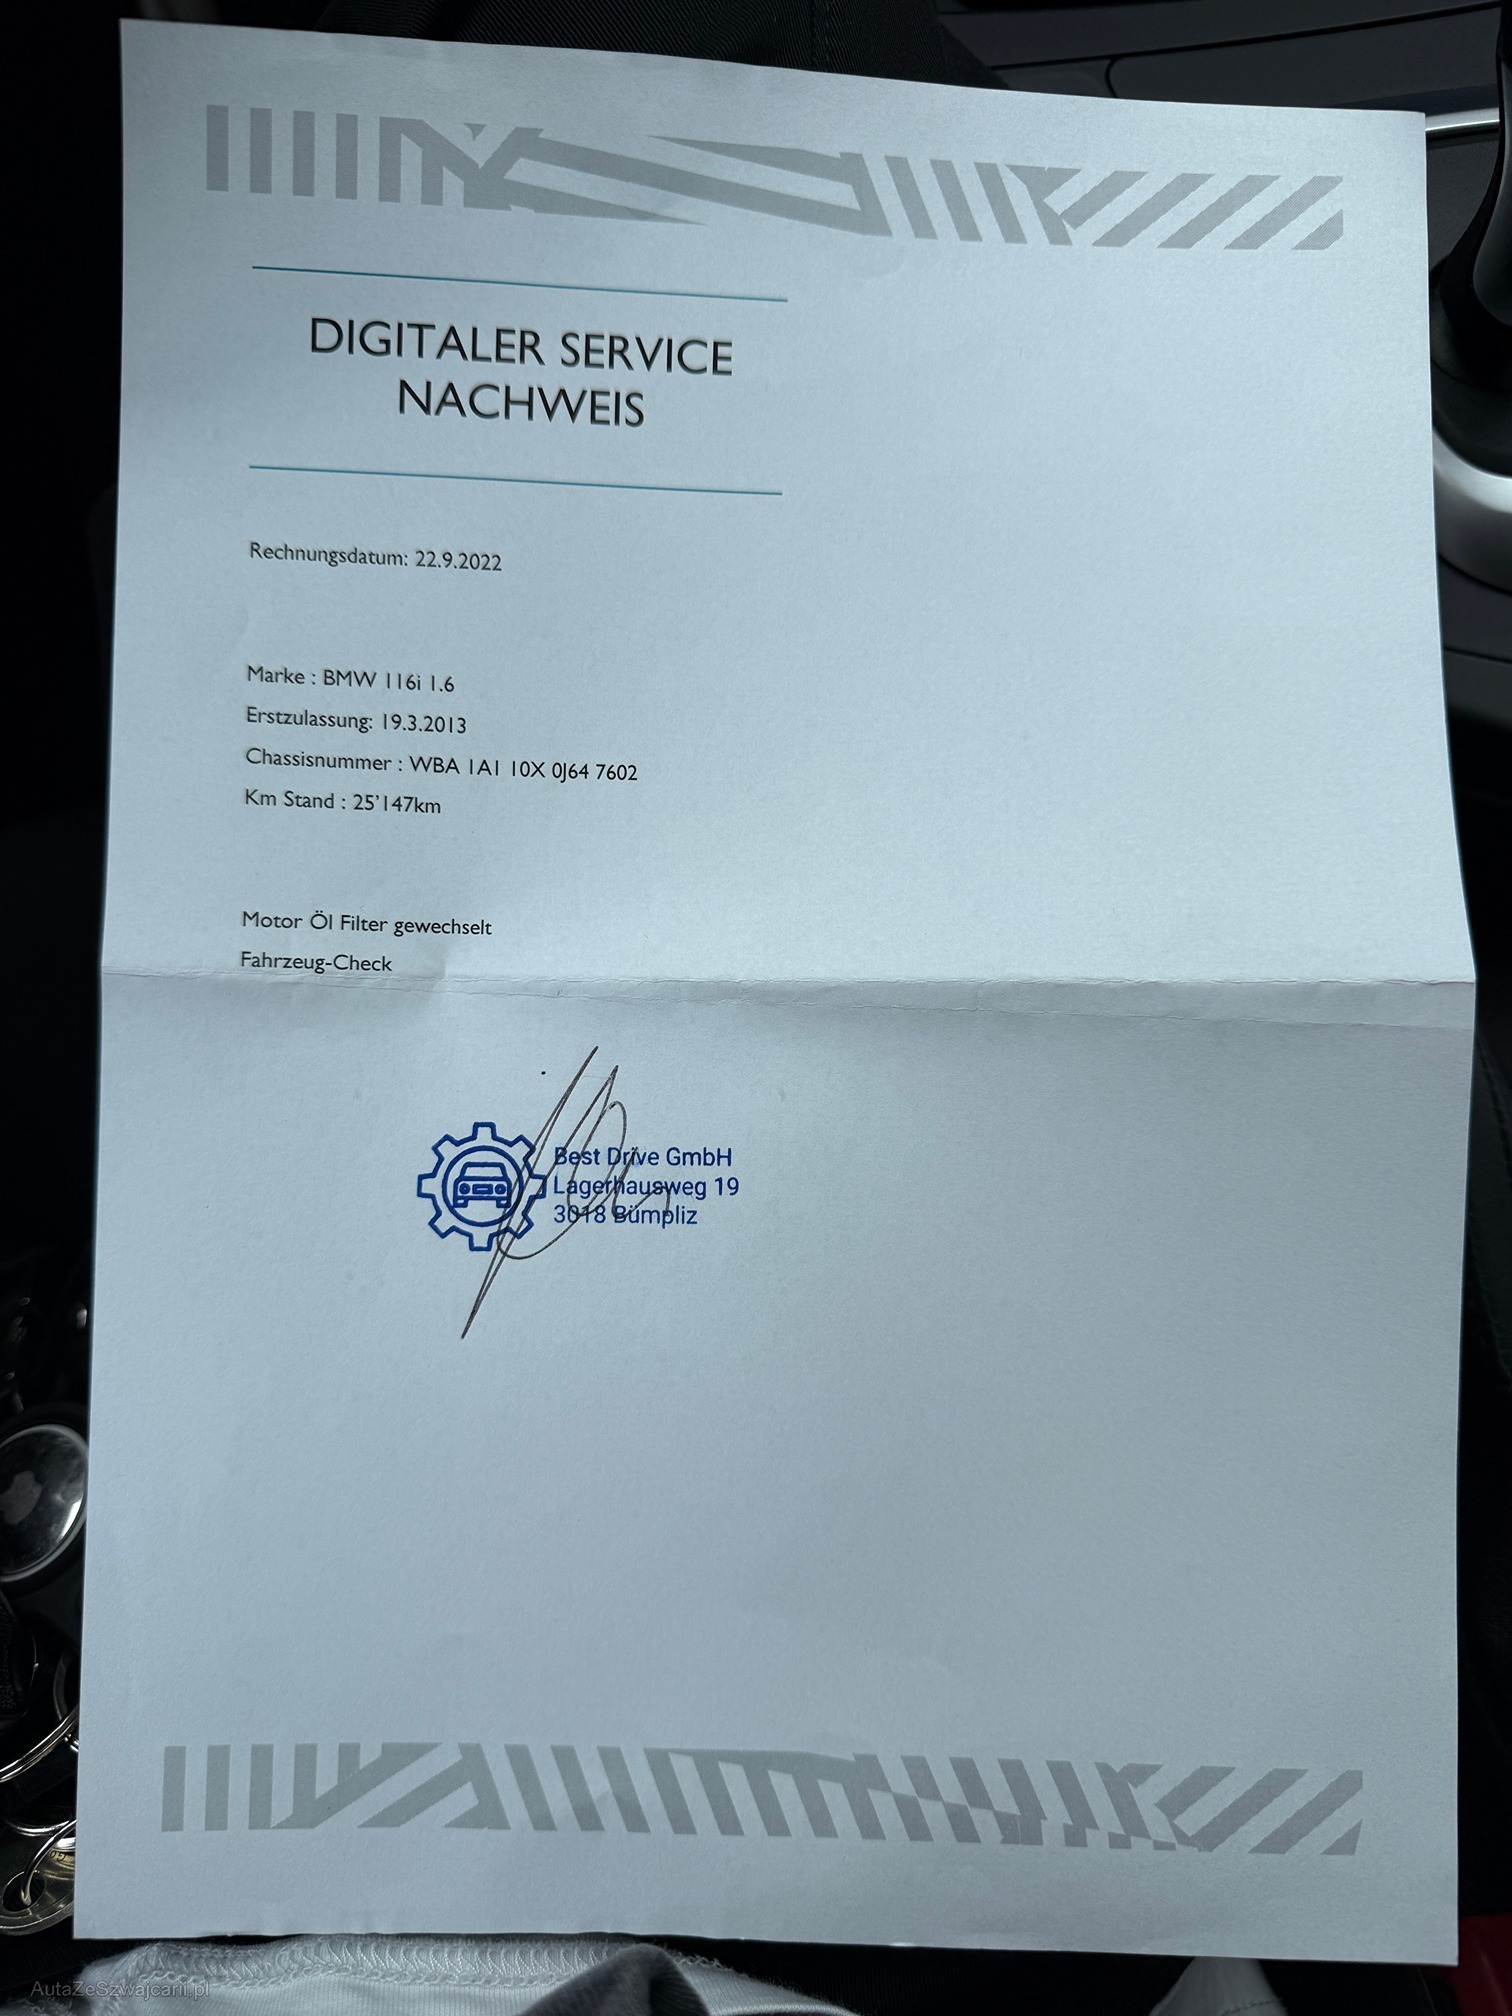 DIGITALER SERVICE
NACHWEIS
Rechnungsdatum: 22.9.2022
Marke : BMW 116i 1.6
Erstzulassung: 19.3.2013
Chassisnummer : WBA 1A1 10X 0J64 7602
Km Stand : 25'147km
Motor Öl Filter gewechselt
Fahrzeug-Check
Best Drive GmbH
Lagerhausweg 19
3018 Bümpliz
AutaZeSzwajcarii.pl